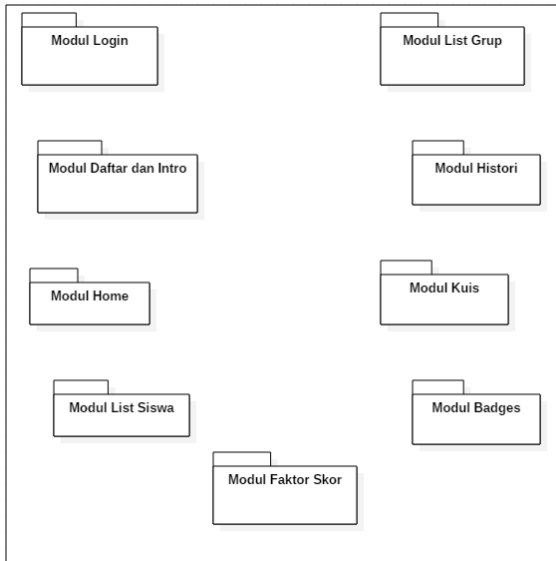 Modul Login
Modul List Grup
Modul Daftar dan Intro
Modul Histori
Modul Home
Modul Kuis
Modul List Siswa
Modul Badges
Modul Faktor Skor